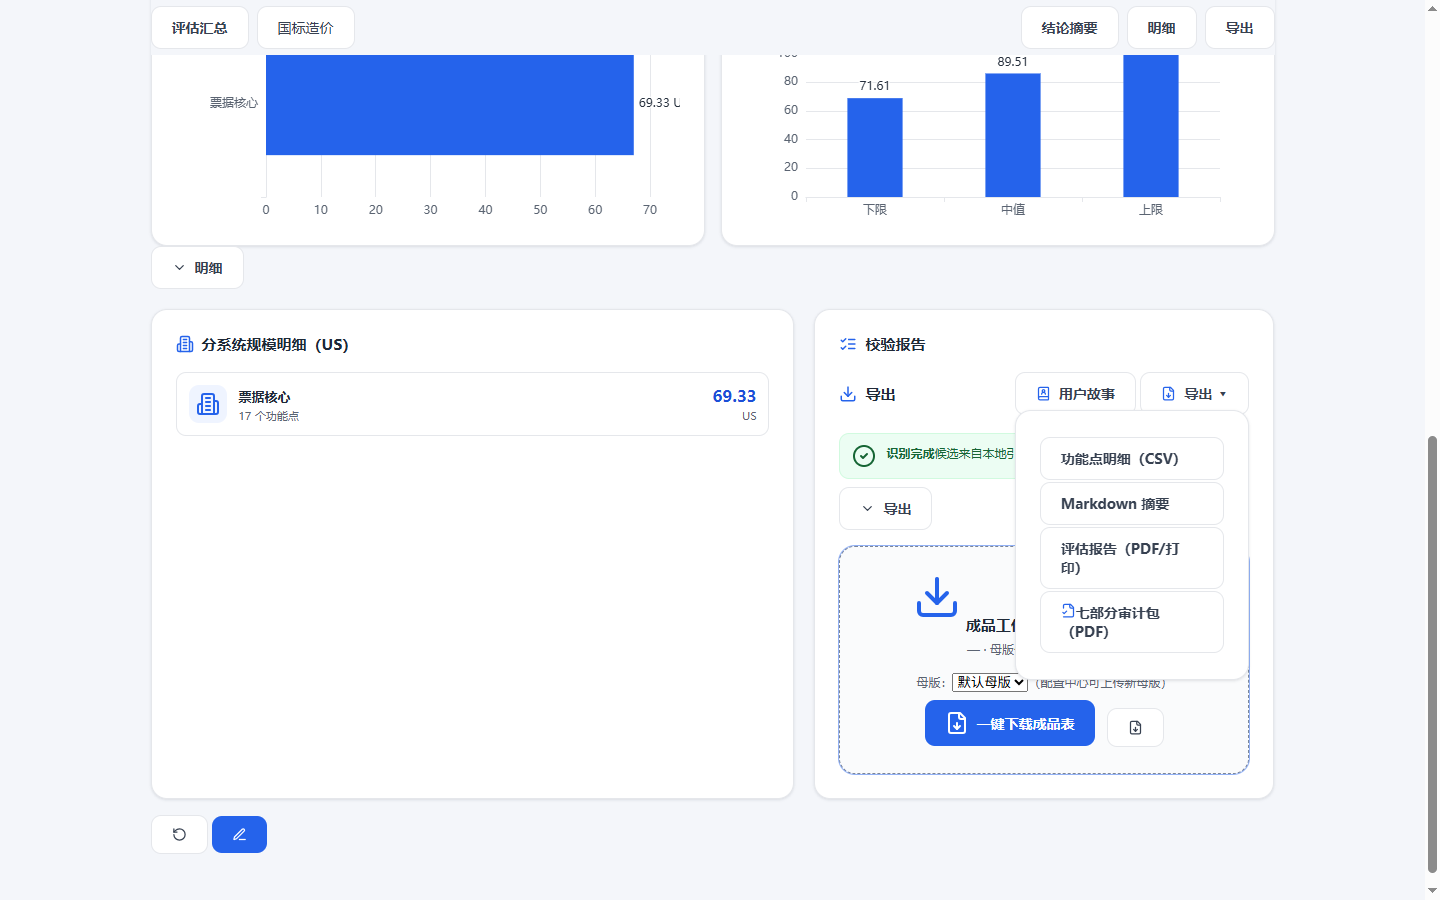 评估汇总
国标造价
结论摘要
明细
导出
票据核心
69.33 U
0 10 20 30 40 50 60 70
80
60
40
20
0
71.61
89.51
下限 中值 上限
明细
分系统规模明细（US）
票据核心
17 个功能点
69.33
US
校验报告
导出
用户故事
导出
功能点明细（CSV）
Markdown 摘要
评估报告（PDF/打
印）
七部分审计包
（PDF）
识别完成候选来自本地引
导出
成品工
— · 母版
母版： 默认母版 （配置中心可上传新母版）
一键下载成品表